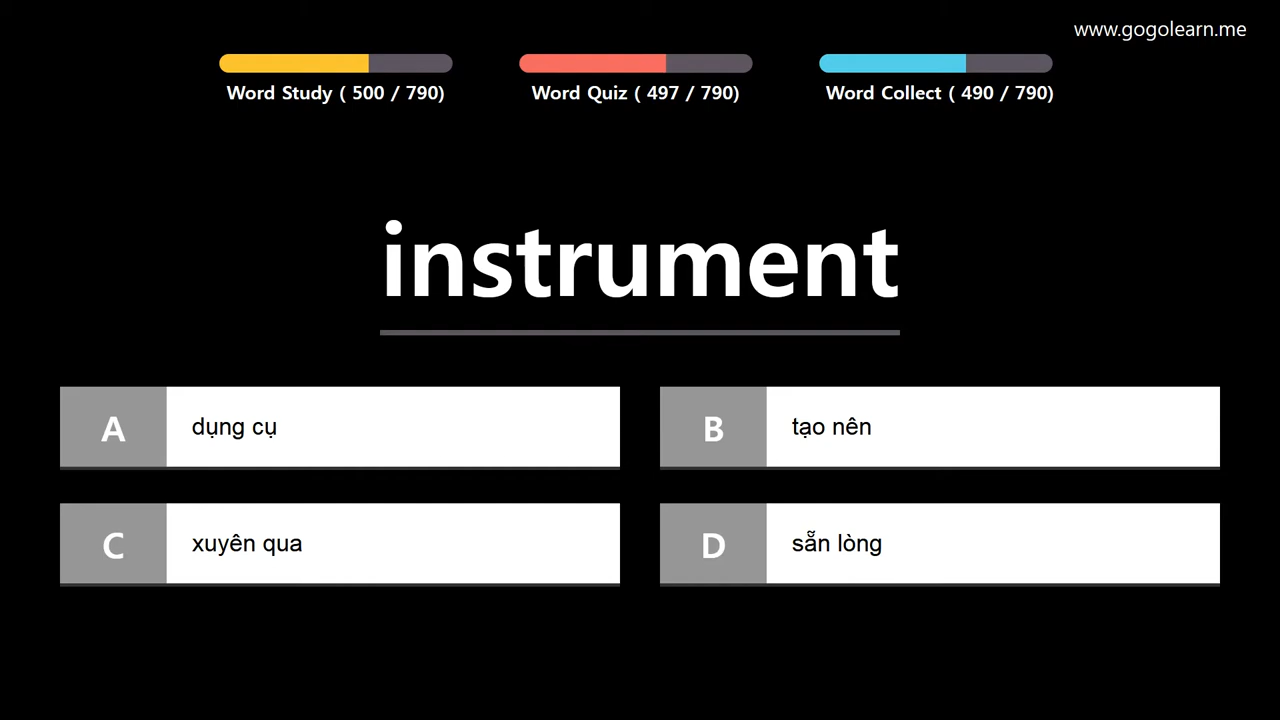 www.gogolearn.me
Word Study ( 500 / 790)
Word Quiz ( 497 / 790)
Word Collect ( 490 / 790)
instrument
A dụng cụ
B tạo nên
C xuyên qua
D sẵn lòng